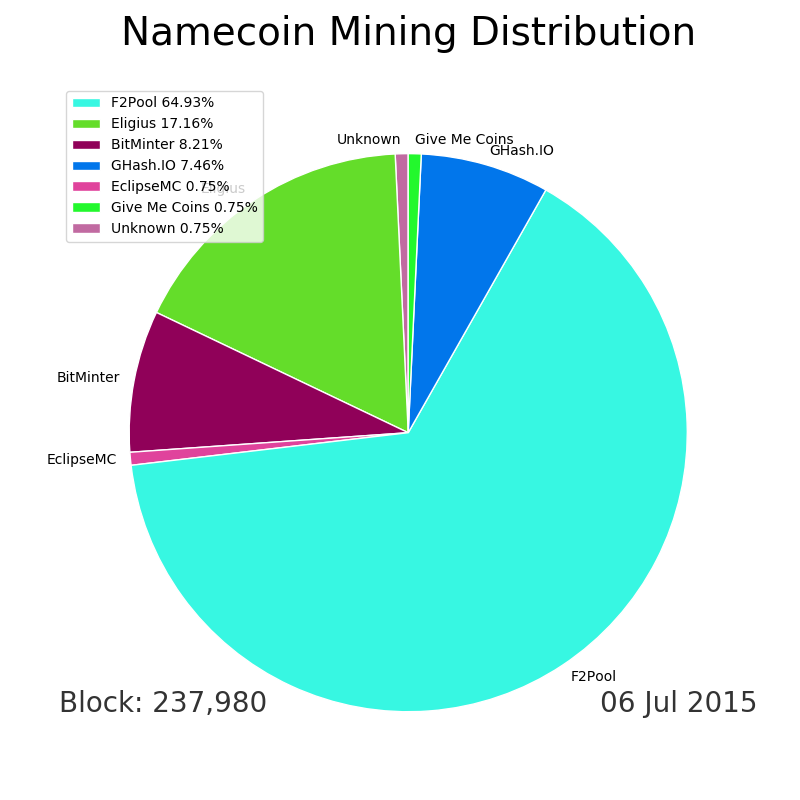 Namecoin Mining Distribution
F2Pool 64.93%
Eligius 17.16%
BitMinter 8.21%
GHash.IO 7.46%
EclipseMC 0.75%
Give Me Coins 0.75%
Unknown 0.75%
Unknown
Give Me Coins
GHash.IO
Eligius
BitMinter
EclipseMC
F2Pool
Block: 237,980
06 Jul 2015